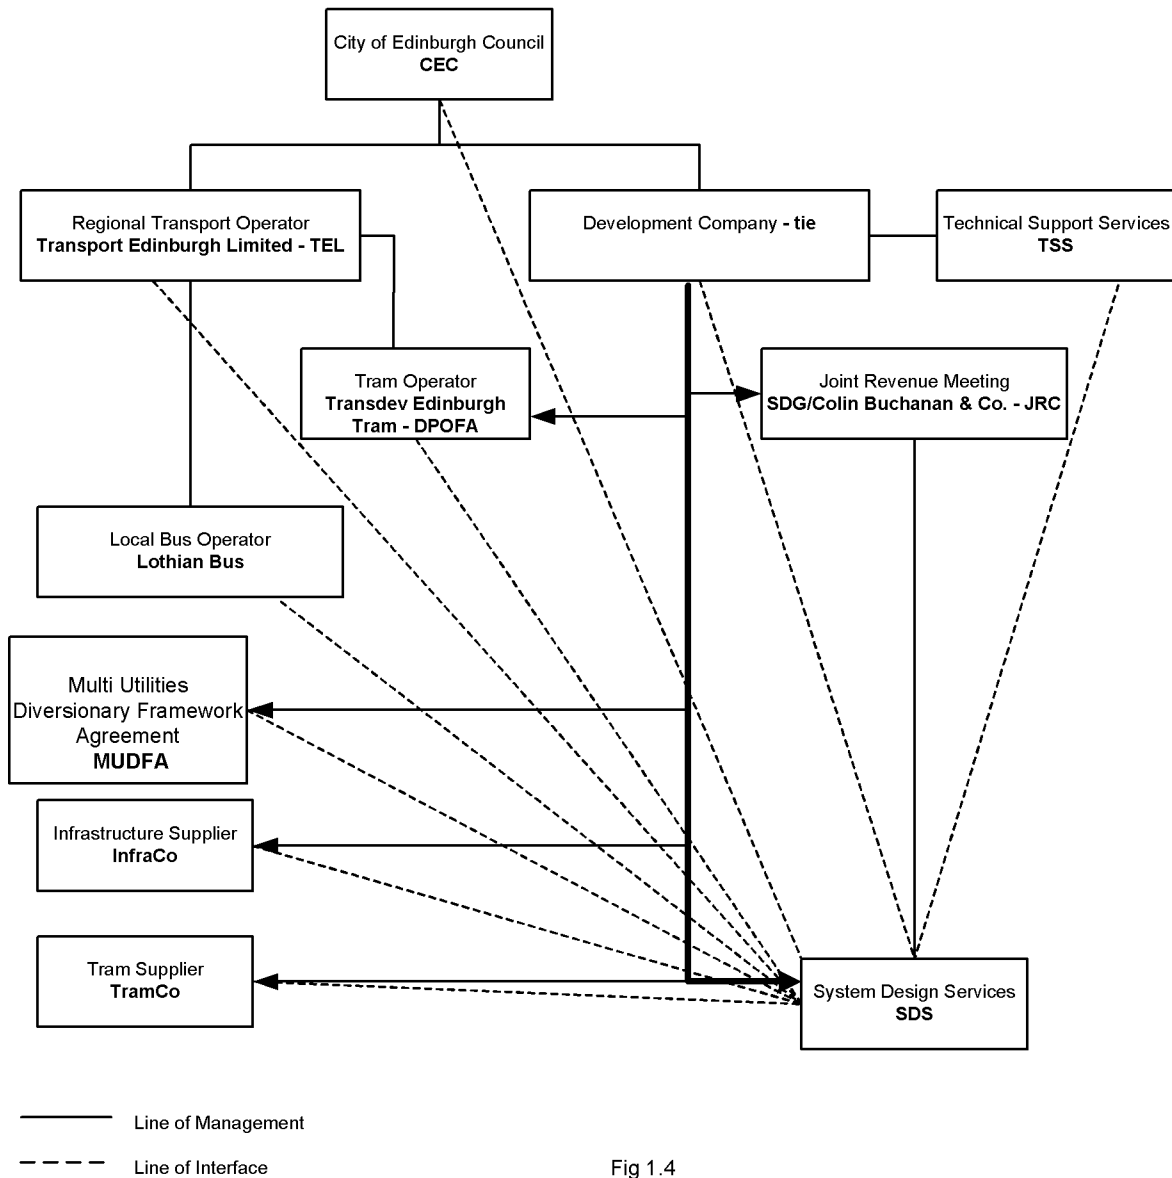 City of Edinburgh Council
CEC
Regional Transport Operator
Transport Edinburgh Limited - TEL
Development Company - tie
Technical Support Services
TSS
Tram Operator
Transdev Edinburgh
Tram - DPOFA
Joint Revenue Meeting
SDG/Colin Buchanan & Co. - JRC
Local Bus Operator
Lothian Bus
Multi Utilities
Diversionary Framework
Agreement
MUDFA
Infrastructure Supplier
InfraCo
Tram Supplier
TramCo
System Design Services
SDS
Line of Management
Line of Interface
Fig 1.4